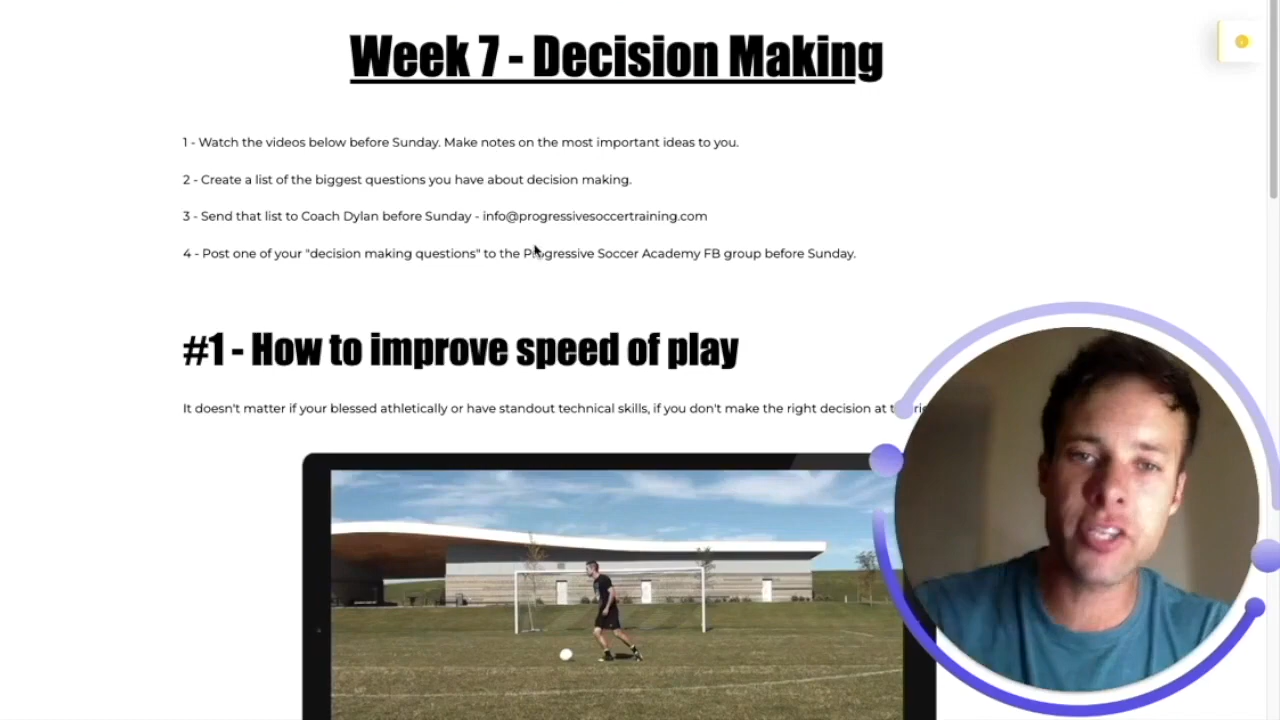 Week 7 - Decision Making
1 - Watch the videos below before Sunday. Make notes on the most important ideas to you.
2 - Create a list of the biggest questions you have about decision making.
3 - Send that list to Coach Dylan before Sunday - info@progressivesoccertraining.com
4 - Post one of your "decision making questions" to the Progressive Soccer Academy FB group before Sunday.
#1 - How to improve speed of play
It doesn't matter if your blessed athletically or have standout technical skills, if you don't make the right decision at